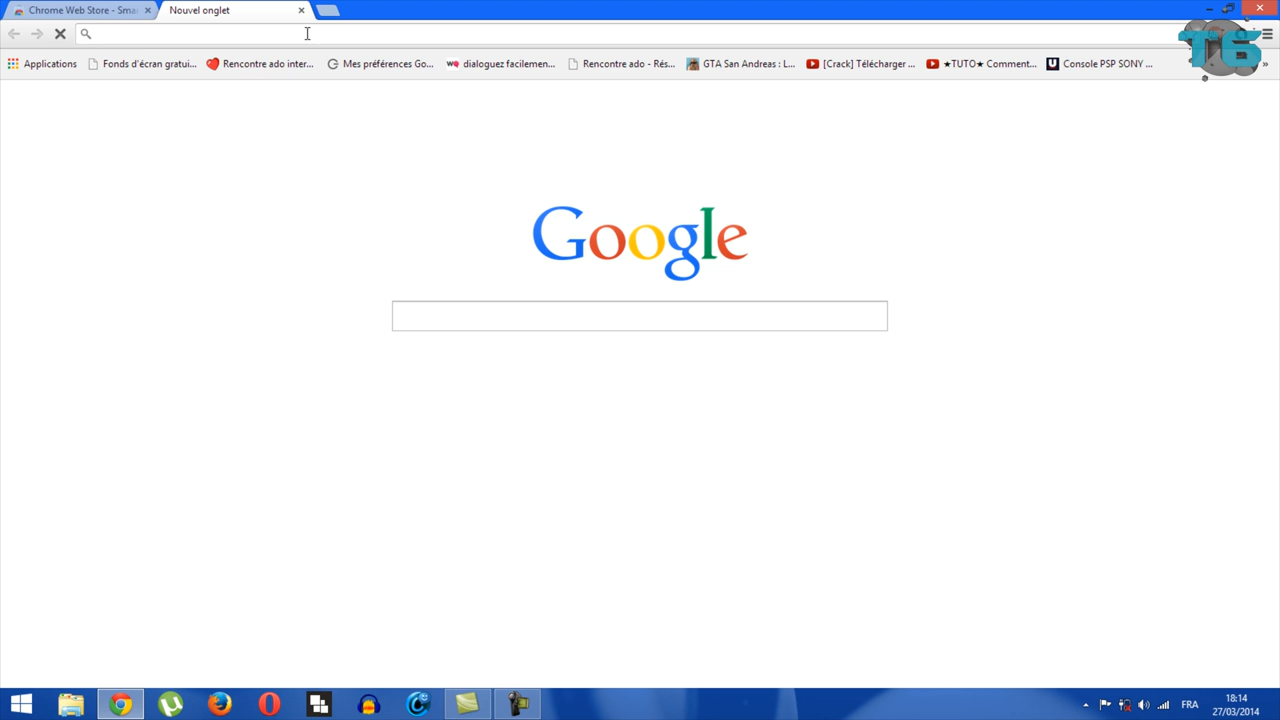 Chrome Web Store - Sma
Nouvel onglet
Applications
Fonds d'écran gratui...
Rencontre ado inter...
Mes préférences Go...
dialoguez facilemen...
Rencontre ado - Rés...
GTA San Andreas : L...
[Crack] Télécharger ...
★TUTO★ Comment...
Console PSP SONY ...
»
Google
FRA
18:14
27/03/2014